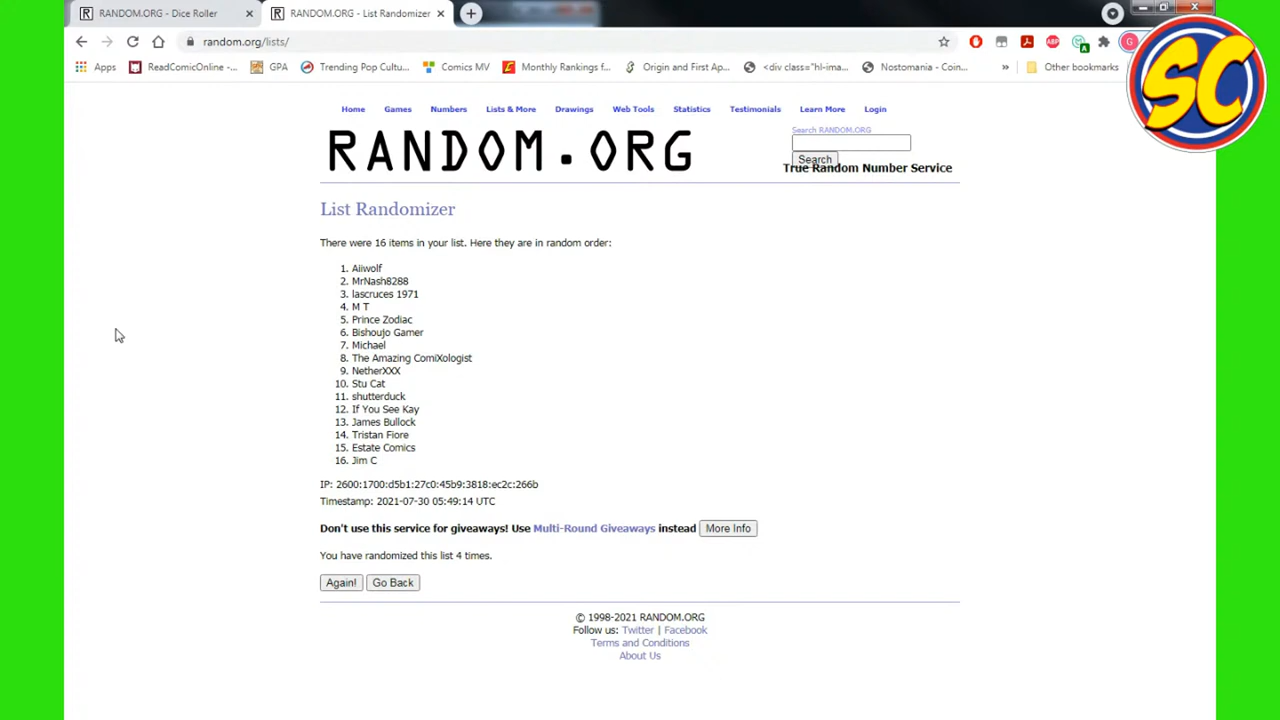 RANDOM.ORG - Dice Roller
RANDOM.ORG - List Randomizer
random.org/lists/
Apps
ReadComicOnline -...
GPA
Trending Pop Cultu...
Comics MV
Monthly Rankings f...
Origin and First Ap...
<div class="hl-ima...
Nostomania - Coin...
Other bookmarks
SC
Home Games Numbers Lists & More Drawings Web Tools Statistics Testimonials Learn More Login
RANDOM.ORG
Search RANDOM.ORG
Search
True Random Number Service
List Randomizer
There were 16 items in your list. Here they are in random order:
1. Aiiwolf
2. MrNash8288
3. lascruces 1971
4. M T
5. Prince Zodiac
6. Bishoujo Gamer
7. Michael
8. The Amazing ComiXologist
9. NetherXXX
10. Stu Cat
11. shutterduck
12. If You See Kay
13. James Bullock
14. Tristan Fiore
15. Estate Comics
16. Jim C
IP: 2600:1700:d5b1:27c0:45b9:3818:ec2c:266b
Timestamp: 2021-07-30 05:49:14 UTC
Don't use this service for giveaways! Use Multi-Round Giveaways instead More Info
You have randomized this list 4 times.
Again! Go Back
© 1998-2021 RANDOM.ORG
Follow us: Twitter | Facebook
Terms and Conditions
About Us